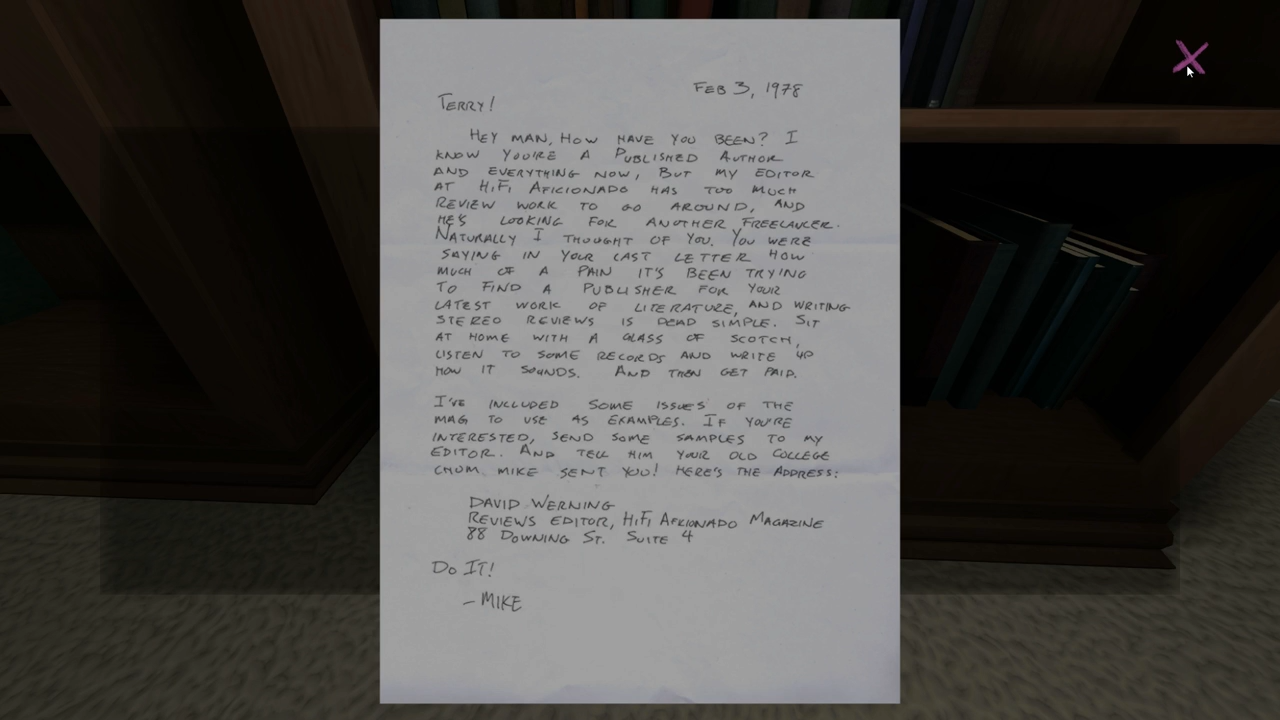 FEB 3, 1978
TERRY!
HEY MAN, HOW HAVE YOU BEEN? I
KNOW YOU'RE A PUBLISHED AUTHOR
AND EVERYTHING NOW, BUT MY EDITOR
AT HIFI AFICIONADO HAS TOO MUCH
REVIEW WORK TO GO AROUND, AND
HE'S LOOKING FOR ANOTHER FREELANCER.
NATURALLY I THOUGHT OF YOU. YOU WERE
SAYING IN YOUR LAST LETTER HOW
MUCH OF A PAIN IT'S BEEN TRYING
TO FIND A PUBLISHER FOR YOUR
LATEST WORK OF LITERATURE, AND WRITING
STEREO REVIEWS IS DEAD SIMPLE. SIT
AT HOME WITH A GLASS OF SCOTCH,
LISTEN TO SOME RECORDS AND WRITE UP
HOW IT SOUNDS. AND THEN GET PAID.
I'VE INCLUDED SOME ISSUES OF THE
MAG TO USE AS EXAMPLES. IF YOU'RE
INTERESTED, SEND SOME SAMPLES TO MY
EDITOR. AND TELL HIM YOUR OLD COLLEGE
CHUM MIKE SENT YOU! HERE'S THE ADDRESS:
DAVID WERNING
REVIEWS EDITOR, HIFI AFICIONADO MAGAZINE
88 DOWNING ST. SUITE 4
DO IT!
— MIKE